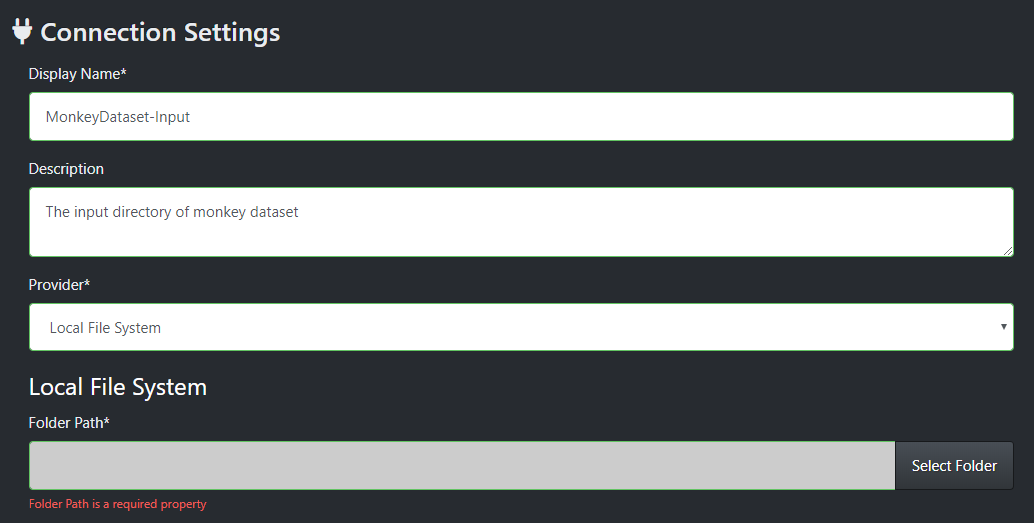 Connection Settings
Display Name*
MonkeyDataset-Input
Description
The input directory of monkey dataset
Provider*
Local File System
Local File System
Folder Path*
Select Folder
Folder Path is a required property